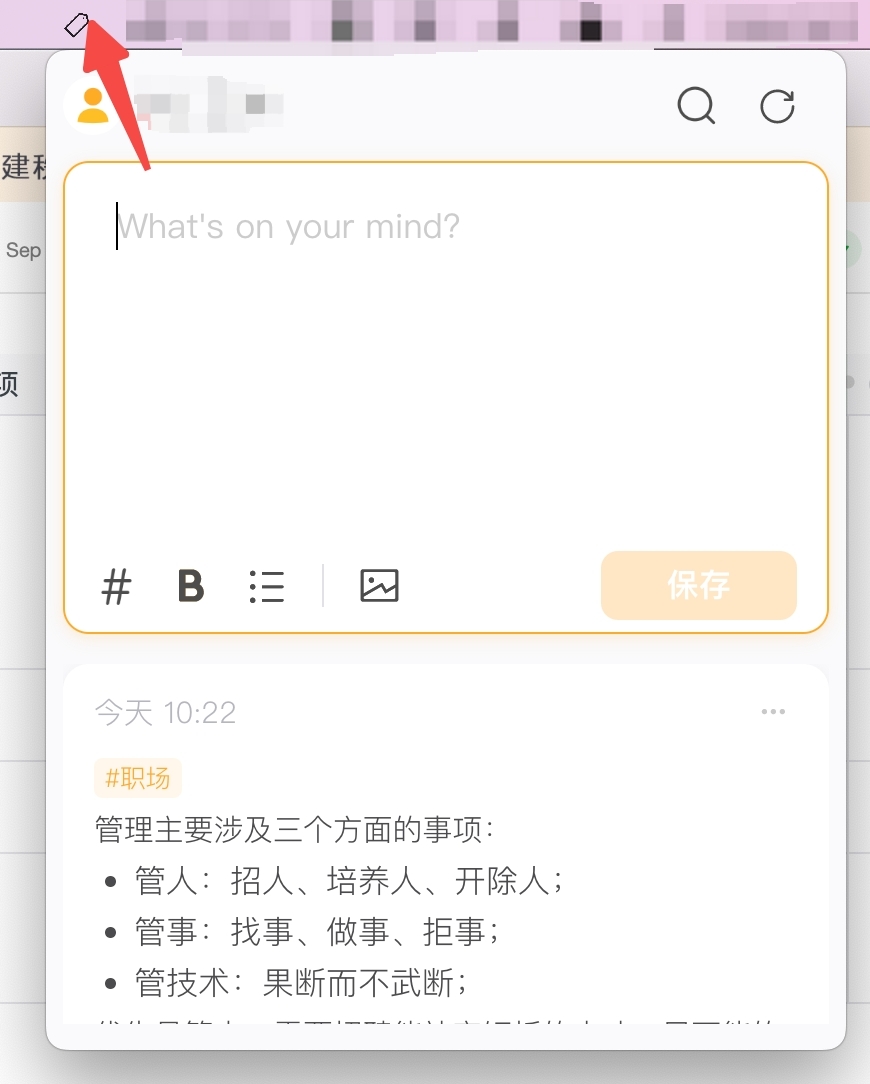 建
Sep
What's on your mind?
项
# B
保存
今天 10:22
#职场
管理主要涉及三个方面的事项：
• 管人：招人、培养人、开除人；
• 管事：找事、做事、拒事；
• 管技术：果断而不武断；